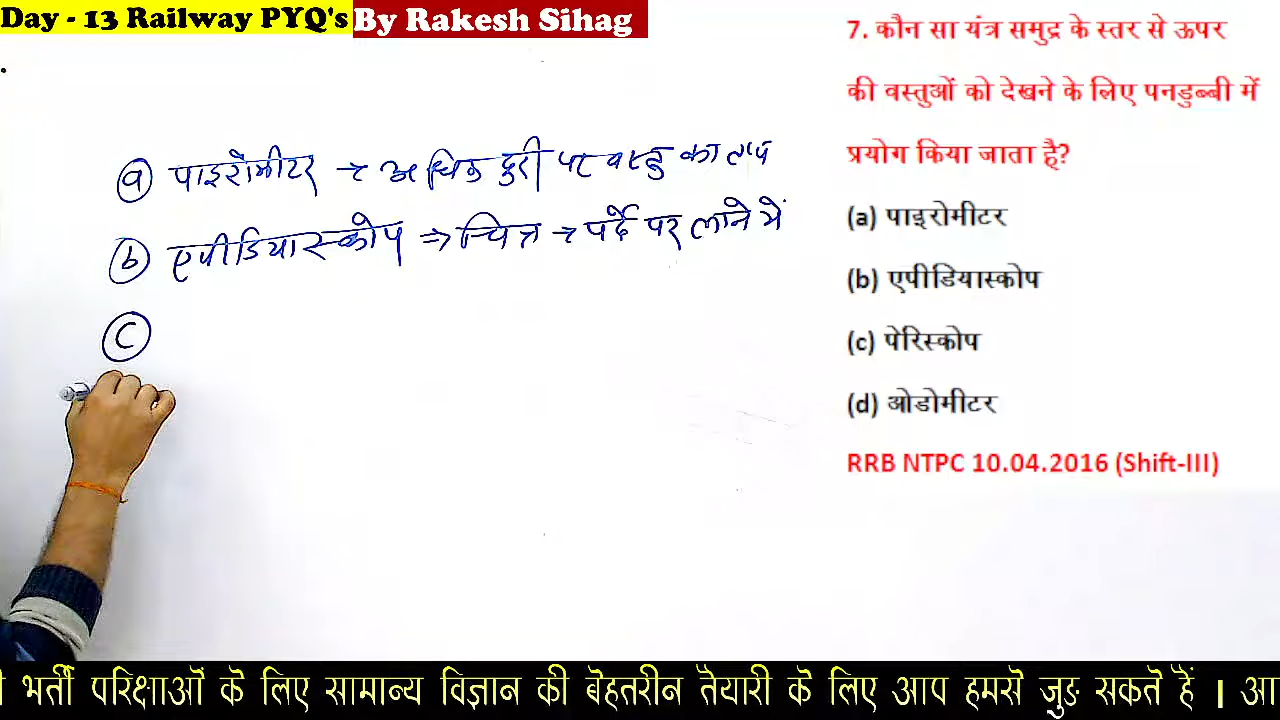 Day - 13 Railway PYQ's By Rakesh Sihag
7. कौन सा यंत्र समुद्र के स्तर से ऊपर
की वस्तुओं को देखने के लिए पनडुब्बी में
प्रयोग किया जाता है?
(a) पाइरोमीटर
(b) एपीडियास्कोप
(c) पेरिस्कोप
(d) ओडोमीटर
RRB NTPC 10.04.2016 (Shift-III)
(a) पाइरोमीटर → अधिक दुरी पर वस्तु का ताप
(b) एपीडियास्कोप ⇒ चित्र → पर्दे पर लाने में
(C)
भर्ती परिक्षाओं के लिए सामान्य विज्ञान की बेहतरीन तैयारी के लिए आप हमसे जुड़ सकते हैं ।